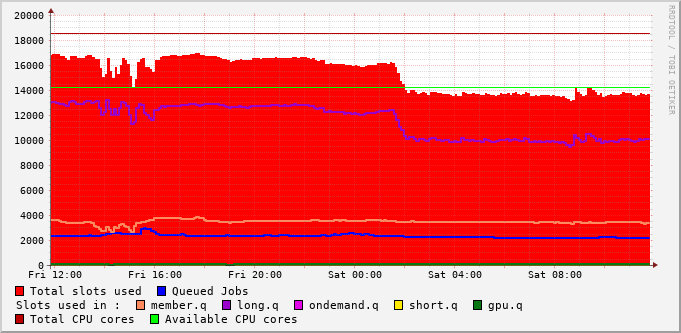 20000
18000
16000
14000
12000
10000
8000
6000
4000
2000
0
Fri 12:00 Fri 16:00 Fri 20:00 Sat 00:00 Sat 04:00 Sat 08:00
Total slots used Queued Jobs
Slots used in : member.q long.q ondemand.q short.q gpu.q
Total CPU cores Available CPU cores
RRDTOOL / TOBI OETIKER